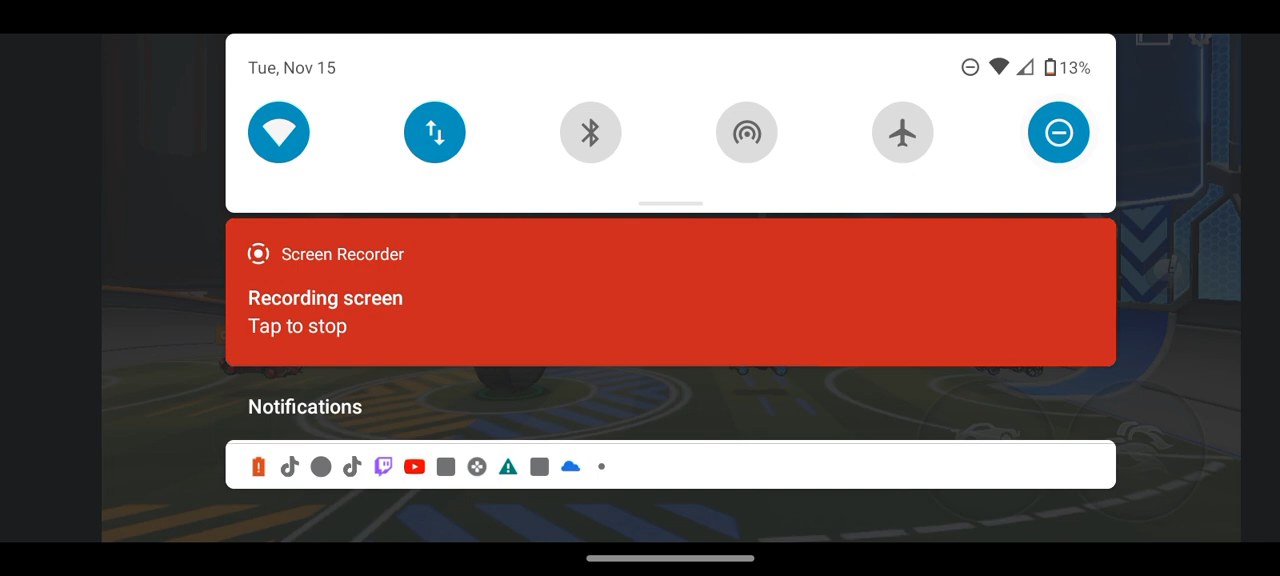 Tue, Nov 15
13%
Screen Recorder
Recording screen
Tap to stop
Notifications